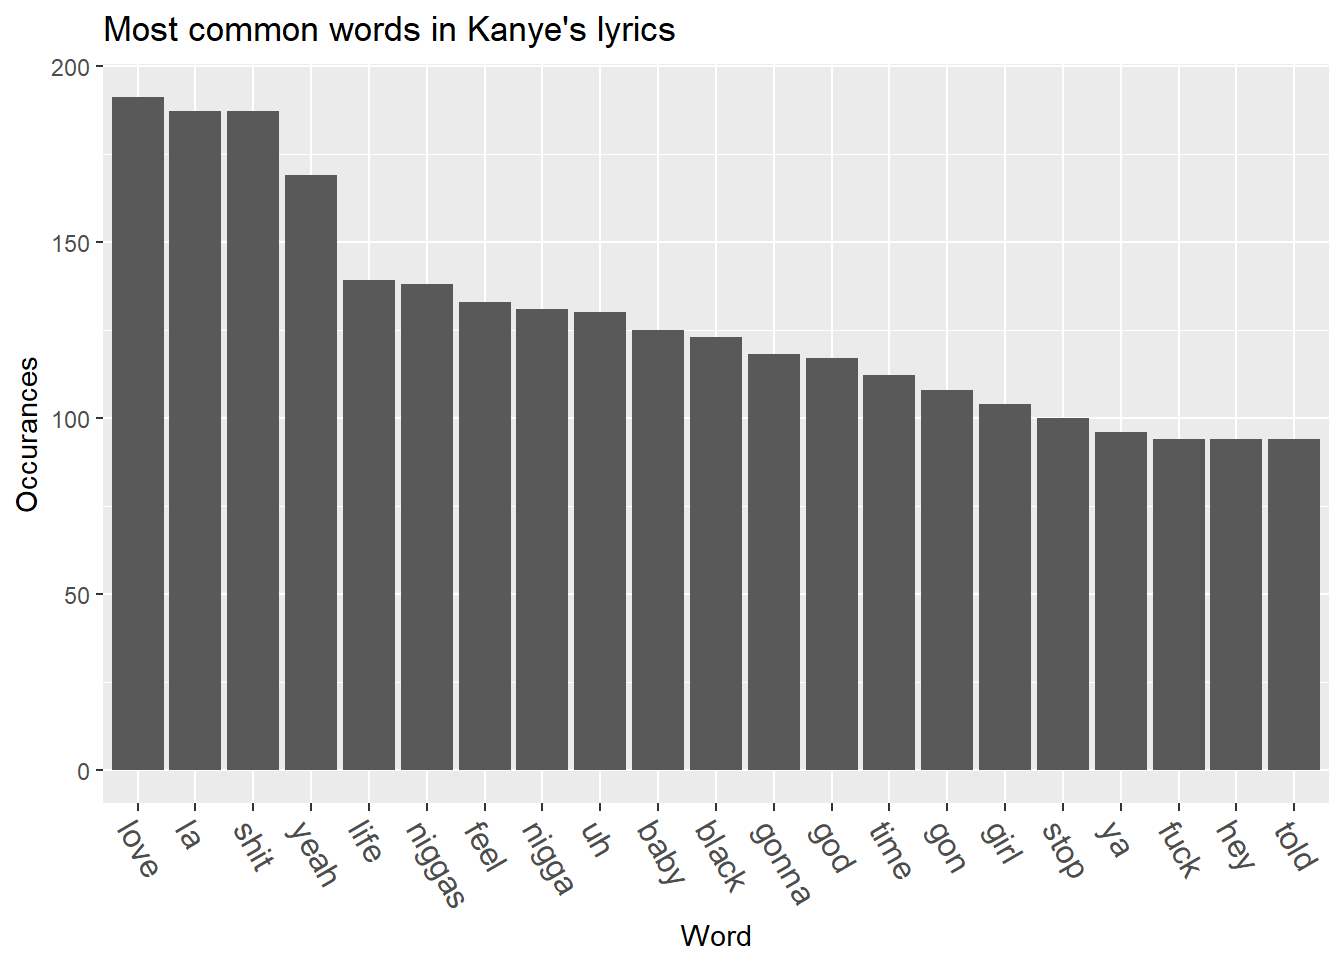 Most common words in Kanye's lyrics
200
150
100
50
0
Occurances
love
la
shit
yeah
life
niggas
feel
nigga
uh
baby
black
gonna
god
time
gon
girl
stop
ya
fuck
hey
told
Word